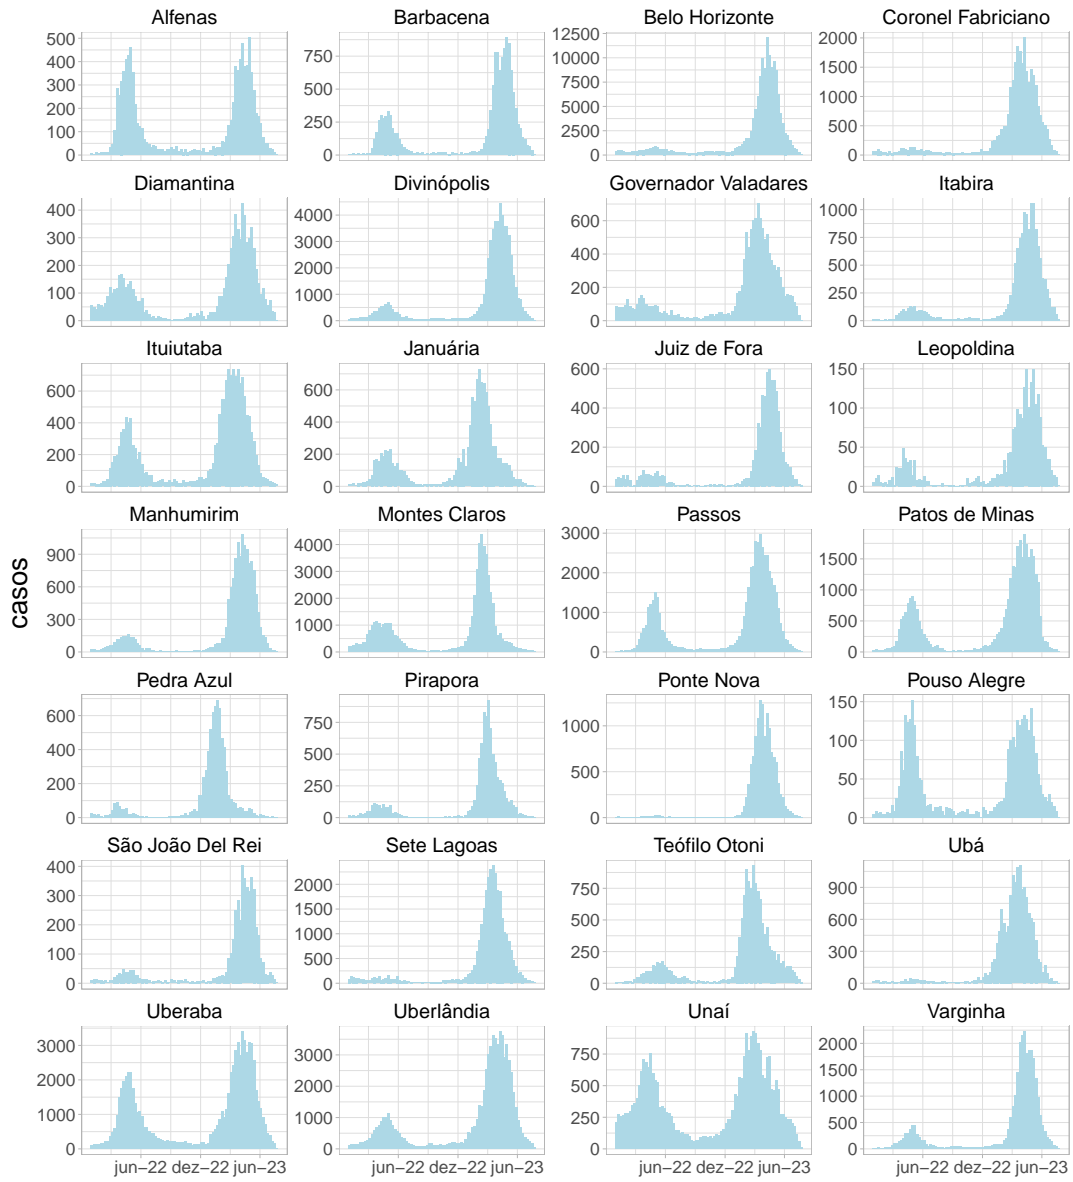 Alfenas Barbacena Belo Horizonte Coronel Fabriciano
500 400 300 200 100 0 750 500 250 0 12500 10000 7500 5000 2500 0 2000 1500 1000 500 0
Diamantina Divinópolis Governador Valadares Itabira
400 300 200 100 0 4000 3000 2000 1000 0 600 400 200 0 1000 750 500 250 0
Ituiutaba Januária Juiz de Fora Leopoldina
600 400 200 0 600 400 200 0 600 400 200 0 150 100 50 0
Manhumirim Montes Claros Passos Patos de Minas
900 600 300 0 4000 3000 2000 1000 0 3000 2000 1000 0 1500 1000 500 0
casos
Pedra Azul Pirapora Ponte Nova Pouso Alegre
600 400 200 0 750 500 250 0 1000 500 0 150 100 50 0
São João Del Rei Sete Lagoas Teófilo Otoni Ubá
400 300 200 100 0 2000 1500 1000 500 0 750 500 250 0 900 600 300 0
Uberaba Uberlândia Unaí Varginha
3000 2000 1000 0 3000 2000 1000 0 750 500 250 0 2000 1500 1000 500 0
jun−22 dez−22 jun−23 jun−22 dez−22 jun−23 jun−22 dez−22 jun−23 jun−22 dez−22 jun−23